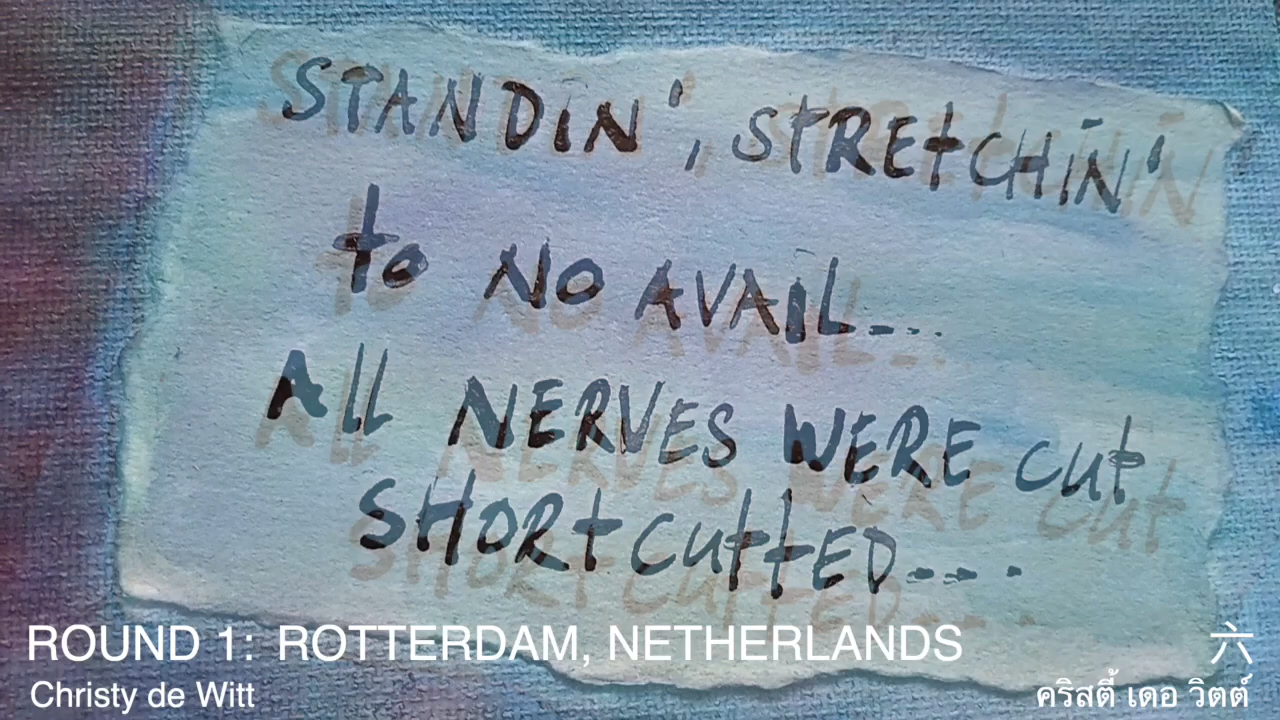 STANDIN', STRETCHIN'
to NO AVAIL...
All NERVES WERE cut
SHORtcuttED....
ROUND 1: ROTTERDAM, NETHERLANDS
六
Christy de Witt
คริสตี้ เดอ วิตต์